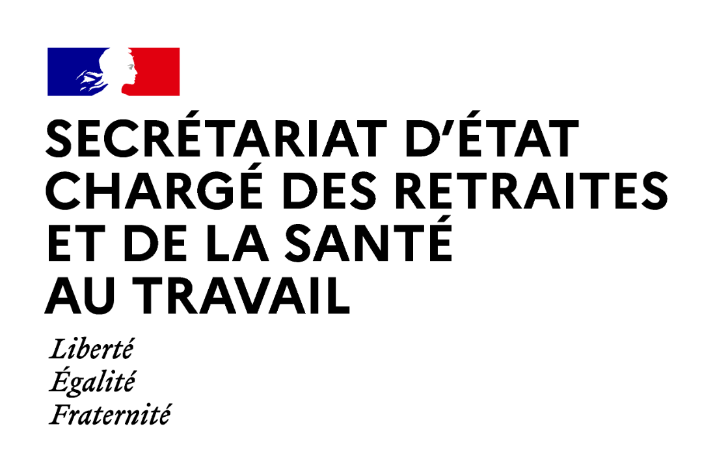 SECRÉTARIAT D'ÉTAT
CHARGÉ DES RETRAITES
ET DE LA SANTÉ
AU TRAVAIL
Liberté
Égalité
Fraternité